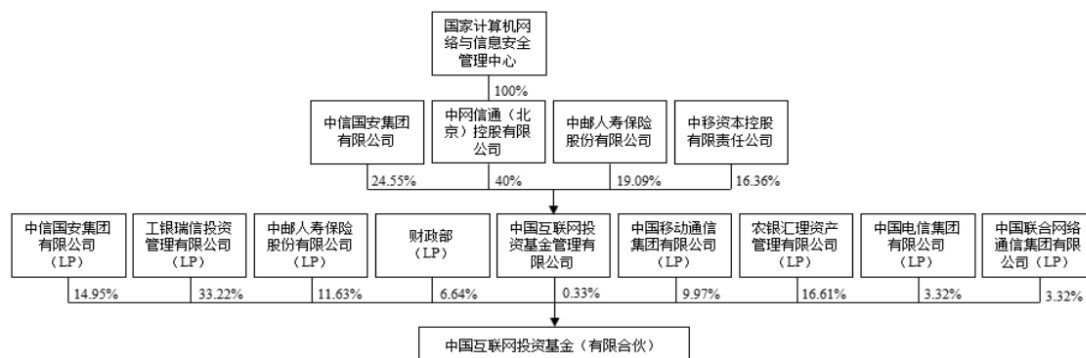 国家计算机网
络与信息安全
管理中心
100%
中信国安集团
有限公司
中网信通（北
京）控股有限
公司
中邮人寿保险
股份有限公司
中移资本控股
有限责任公司
24.55%
40%
19.09%
16.36%
中信国安集团
有限公司
（LP）
工银瑞信投资
管理有限公司
（LP）
中邮人寿保险
股份有限公司
（LP）
财政部
（LP）
中国互联网投
资基金管理有
限公司
中国移动通信
集团有限公司
（LP）
农银汇理资产
管理有限公司
（LP）
中国电信集团
有限公司
（LP）
中国联合网络
通信集团有限
公司（LP）
14.95%
33.22%
11.63%
6.64%
0.33%
9.97%
16.61%
3.32%
3.32%
中国互联网投资基金（有限合伙）